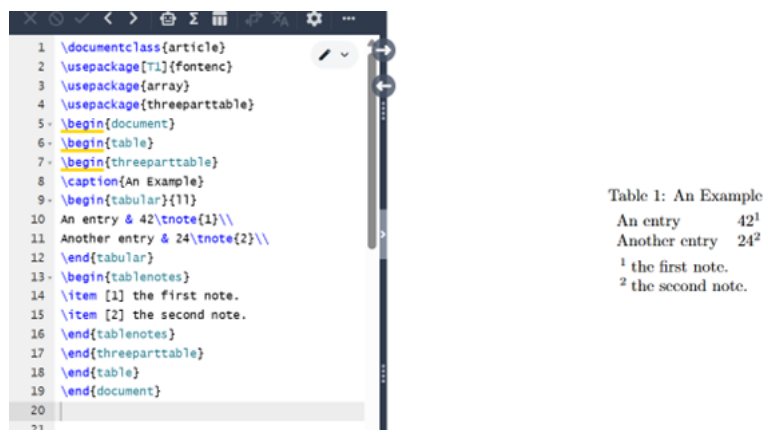 1 \documentclass{article}
2 \usepackage[T1]{fontenc}
3 \usepackage{array}
4 \usepackage{threeparttable}
5 \begin{document}
6 \begin{table}
7 \begin{threeparttable}
8 \caption{An Example}
9 \begin{tabular}{ll}
10 An entry & 42\tnote{1}\\
11 Another entry & 24\tnote{2}\\
12 \end{tabular}
13 \begin{tablenotes}
14 \item [1] the first note.
15 \item [2] the second note.
16 \end{tablenotes}
17 \end{threeparttable}
18 \end{table}
19 \end{document}
20
21
Table 1: An Example
An entry 42¹
Another entry 24²
¹ the first note.
² the second note.